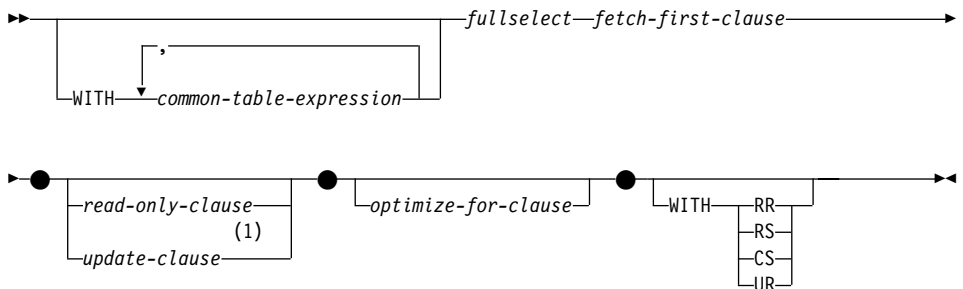 fullselect fetch-first-clause
,
WITH common-table-expression
read-only-clause optimize-for-clause WITH RR
(1) RS
update-clause CS
UR